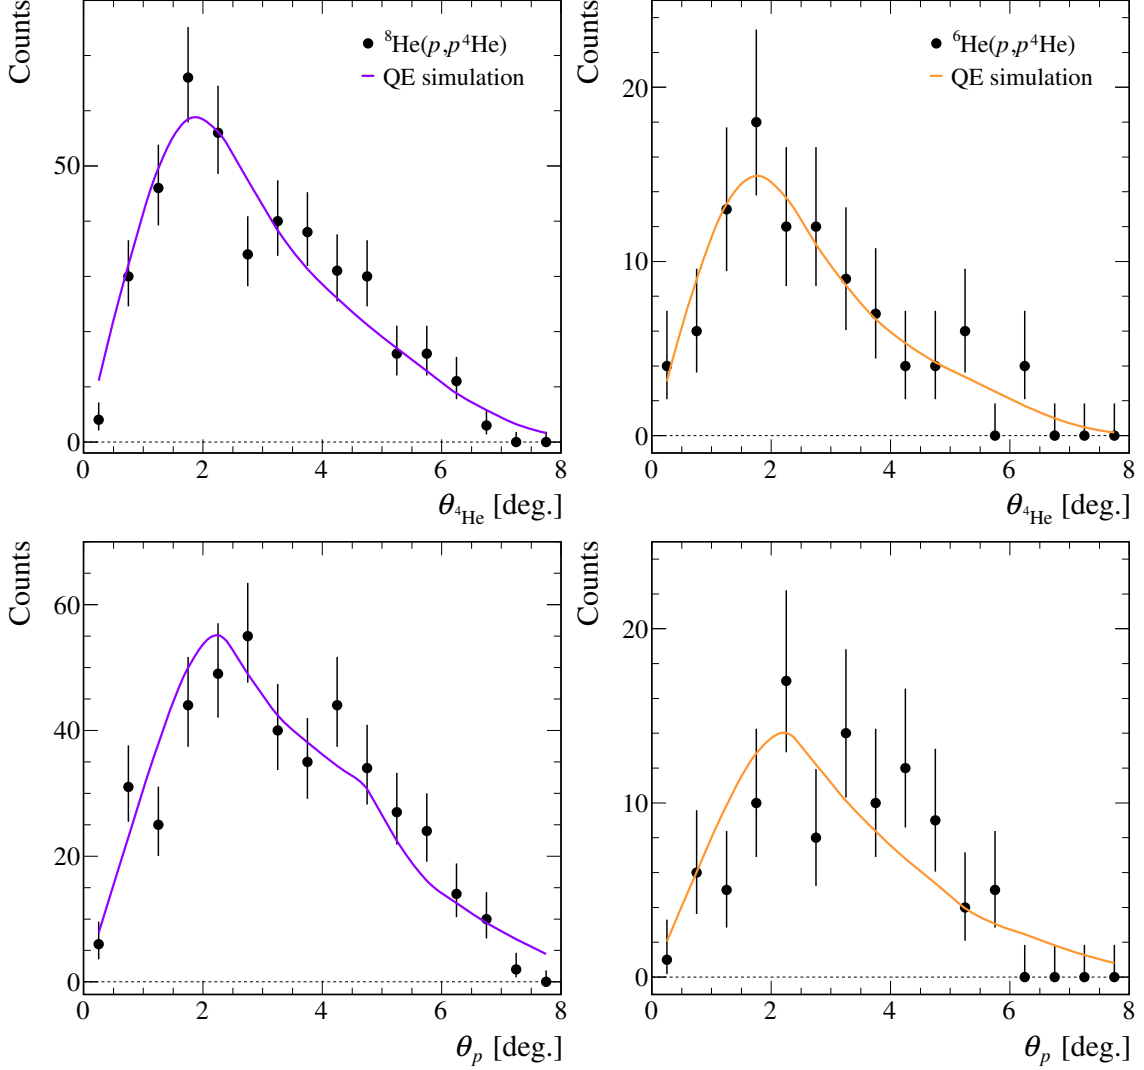 Counts
⁸He(p,p⁴He)
QE simulation
50
0
0 2 4 6 8
θ⁴He [deg.]
Counts
⁶He(p,p⁴He)
QE simulation
20
10
0
0 2 4 6 8
θ⁴He [deg.]
Counts
60
40
20
0
0 2 4 6 8
θp [deg.]
Counts
20
10
0
0 2 4 6 8
θp [deg.]